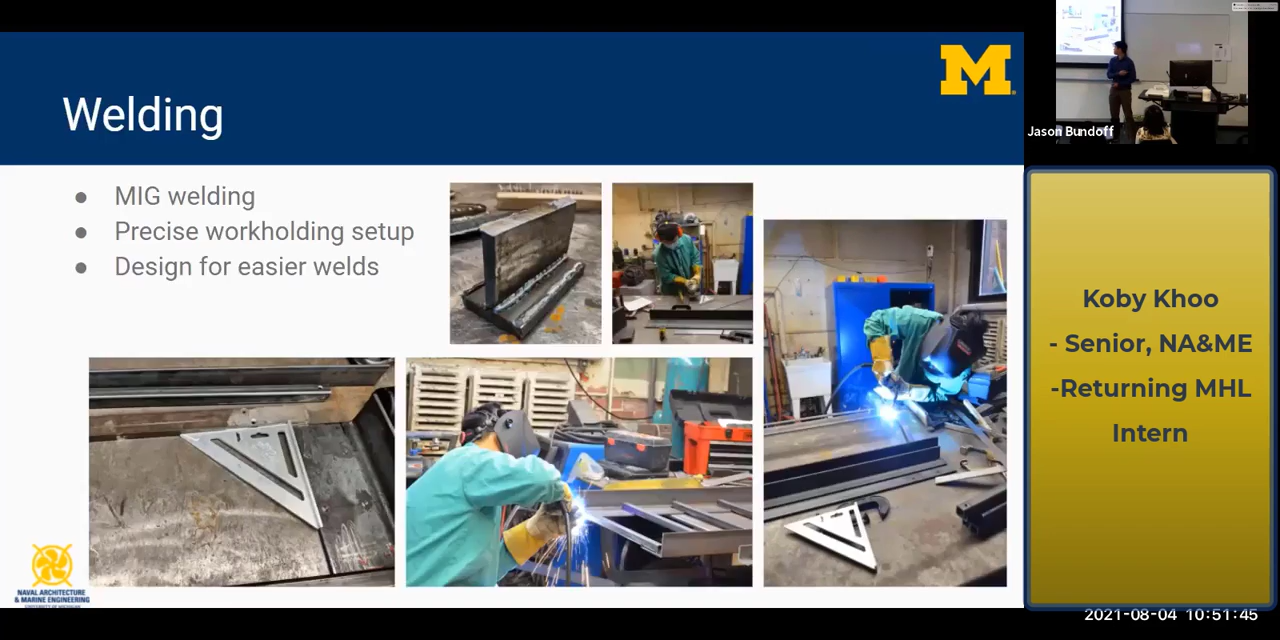 Welding
M
● MIG welding
● Precise workholding setup
● Design for easier welds
NAVAL ARCHITECTURE
& MARINE ENGINEERING
UNIVERSITY OF MICHIGAN
Jason Bundoff
Koby Khoo
- Senior, NA&ME
-Returning MHL
Intern
2021-08-04 10:51:45